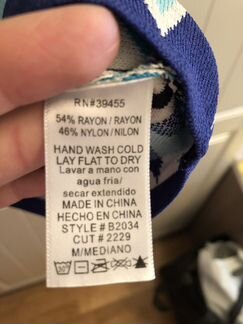 RN#39455
54% RAYON / RAYON
46% NYLON / NILON
HAND WASH COLD
LAY FLAT TO DRY
Lavar a mano con
agua fria/
secar extendido
MADE IN CHINA
HECHO EN CHINA
STYLE # B2034
CUT # 2229
M/MEDIANO